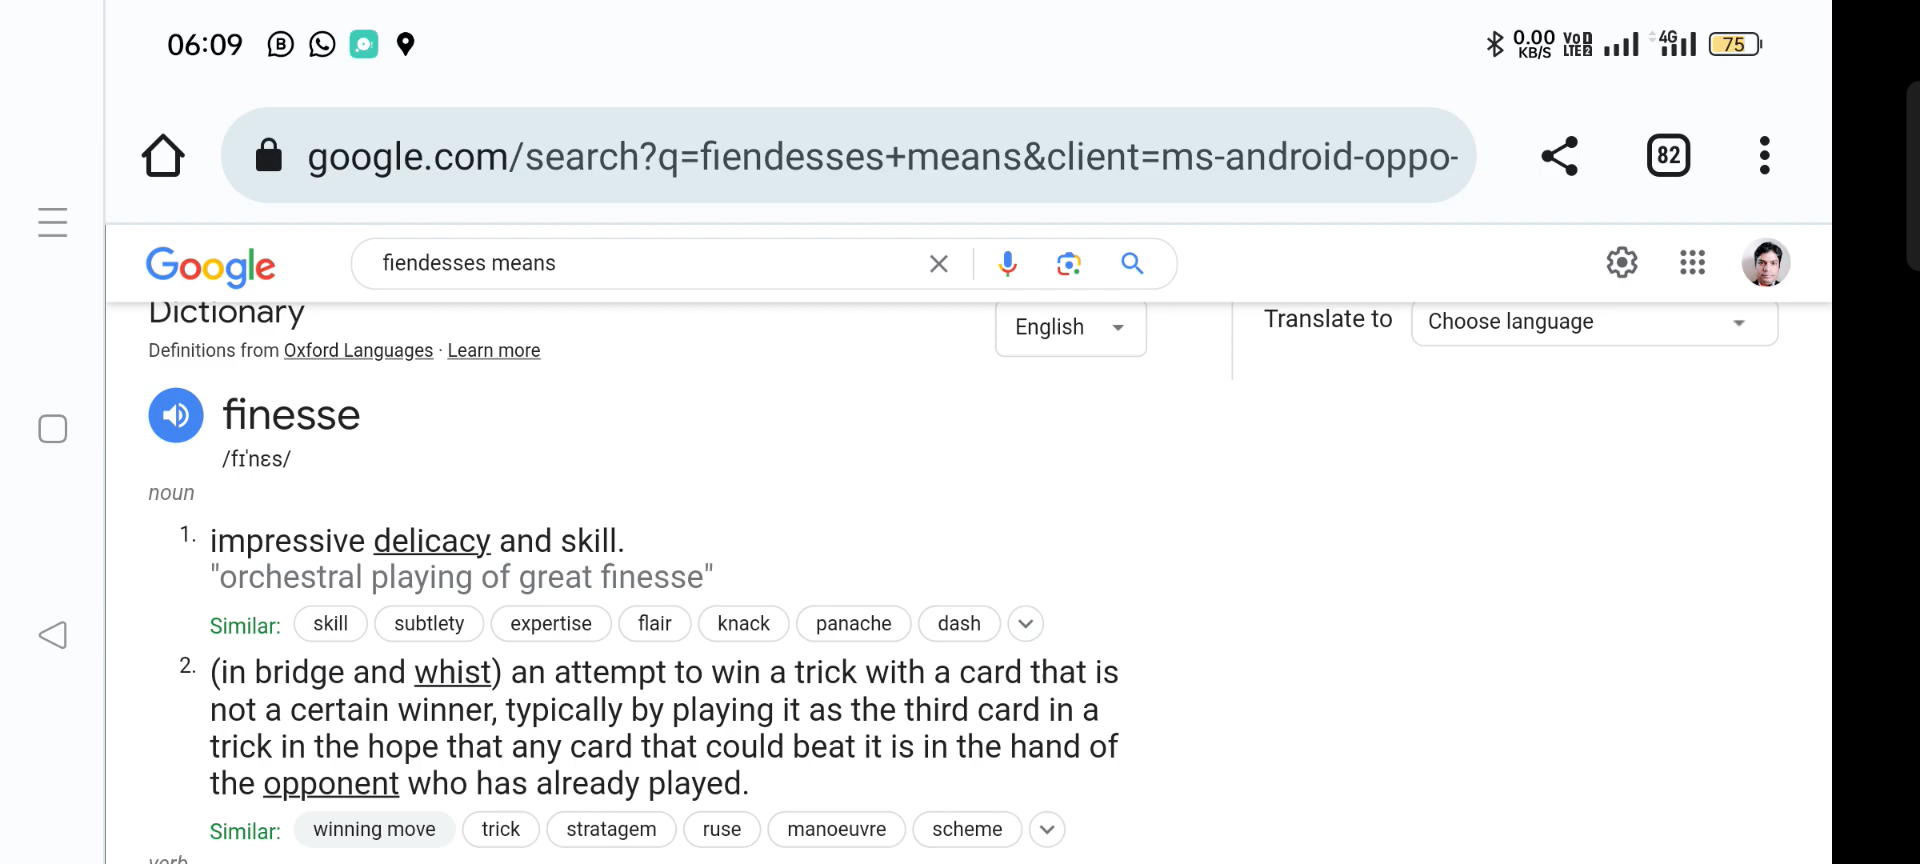 06:09
0.00 KB/S
VoD LTE2
4G
75
google.com/search?q=fiendesses+means&client=ms-android-oppo-
82
Google
fiendesses means
Dictionary
English
Translate to
Choose language
Definitions from Oxford Languages · Learn more
finesse
/fɪˈnɛs/
noun
1. impressive delicacy and skill.
"orchestral playing of great finesse"
Similar: skill subtlety expertise flair knack panache dash
2. (in bridge and whist) an attempt to win a trick with a card that is
not a certain winner, typically by playing it as the third card in a
trick in the hope that any card that could beat it is in the hand of
the opponent who has already played.
Similar: winning move trick stratagem ruse manoeuvre scheme
verb